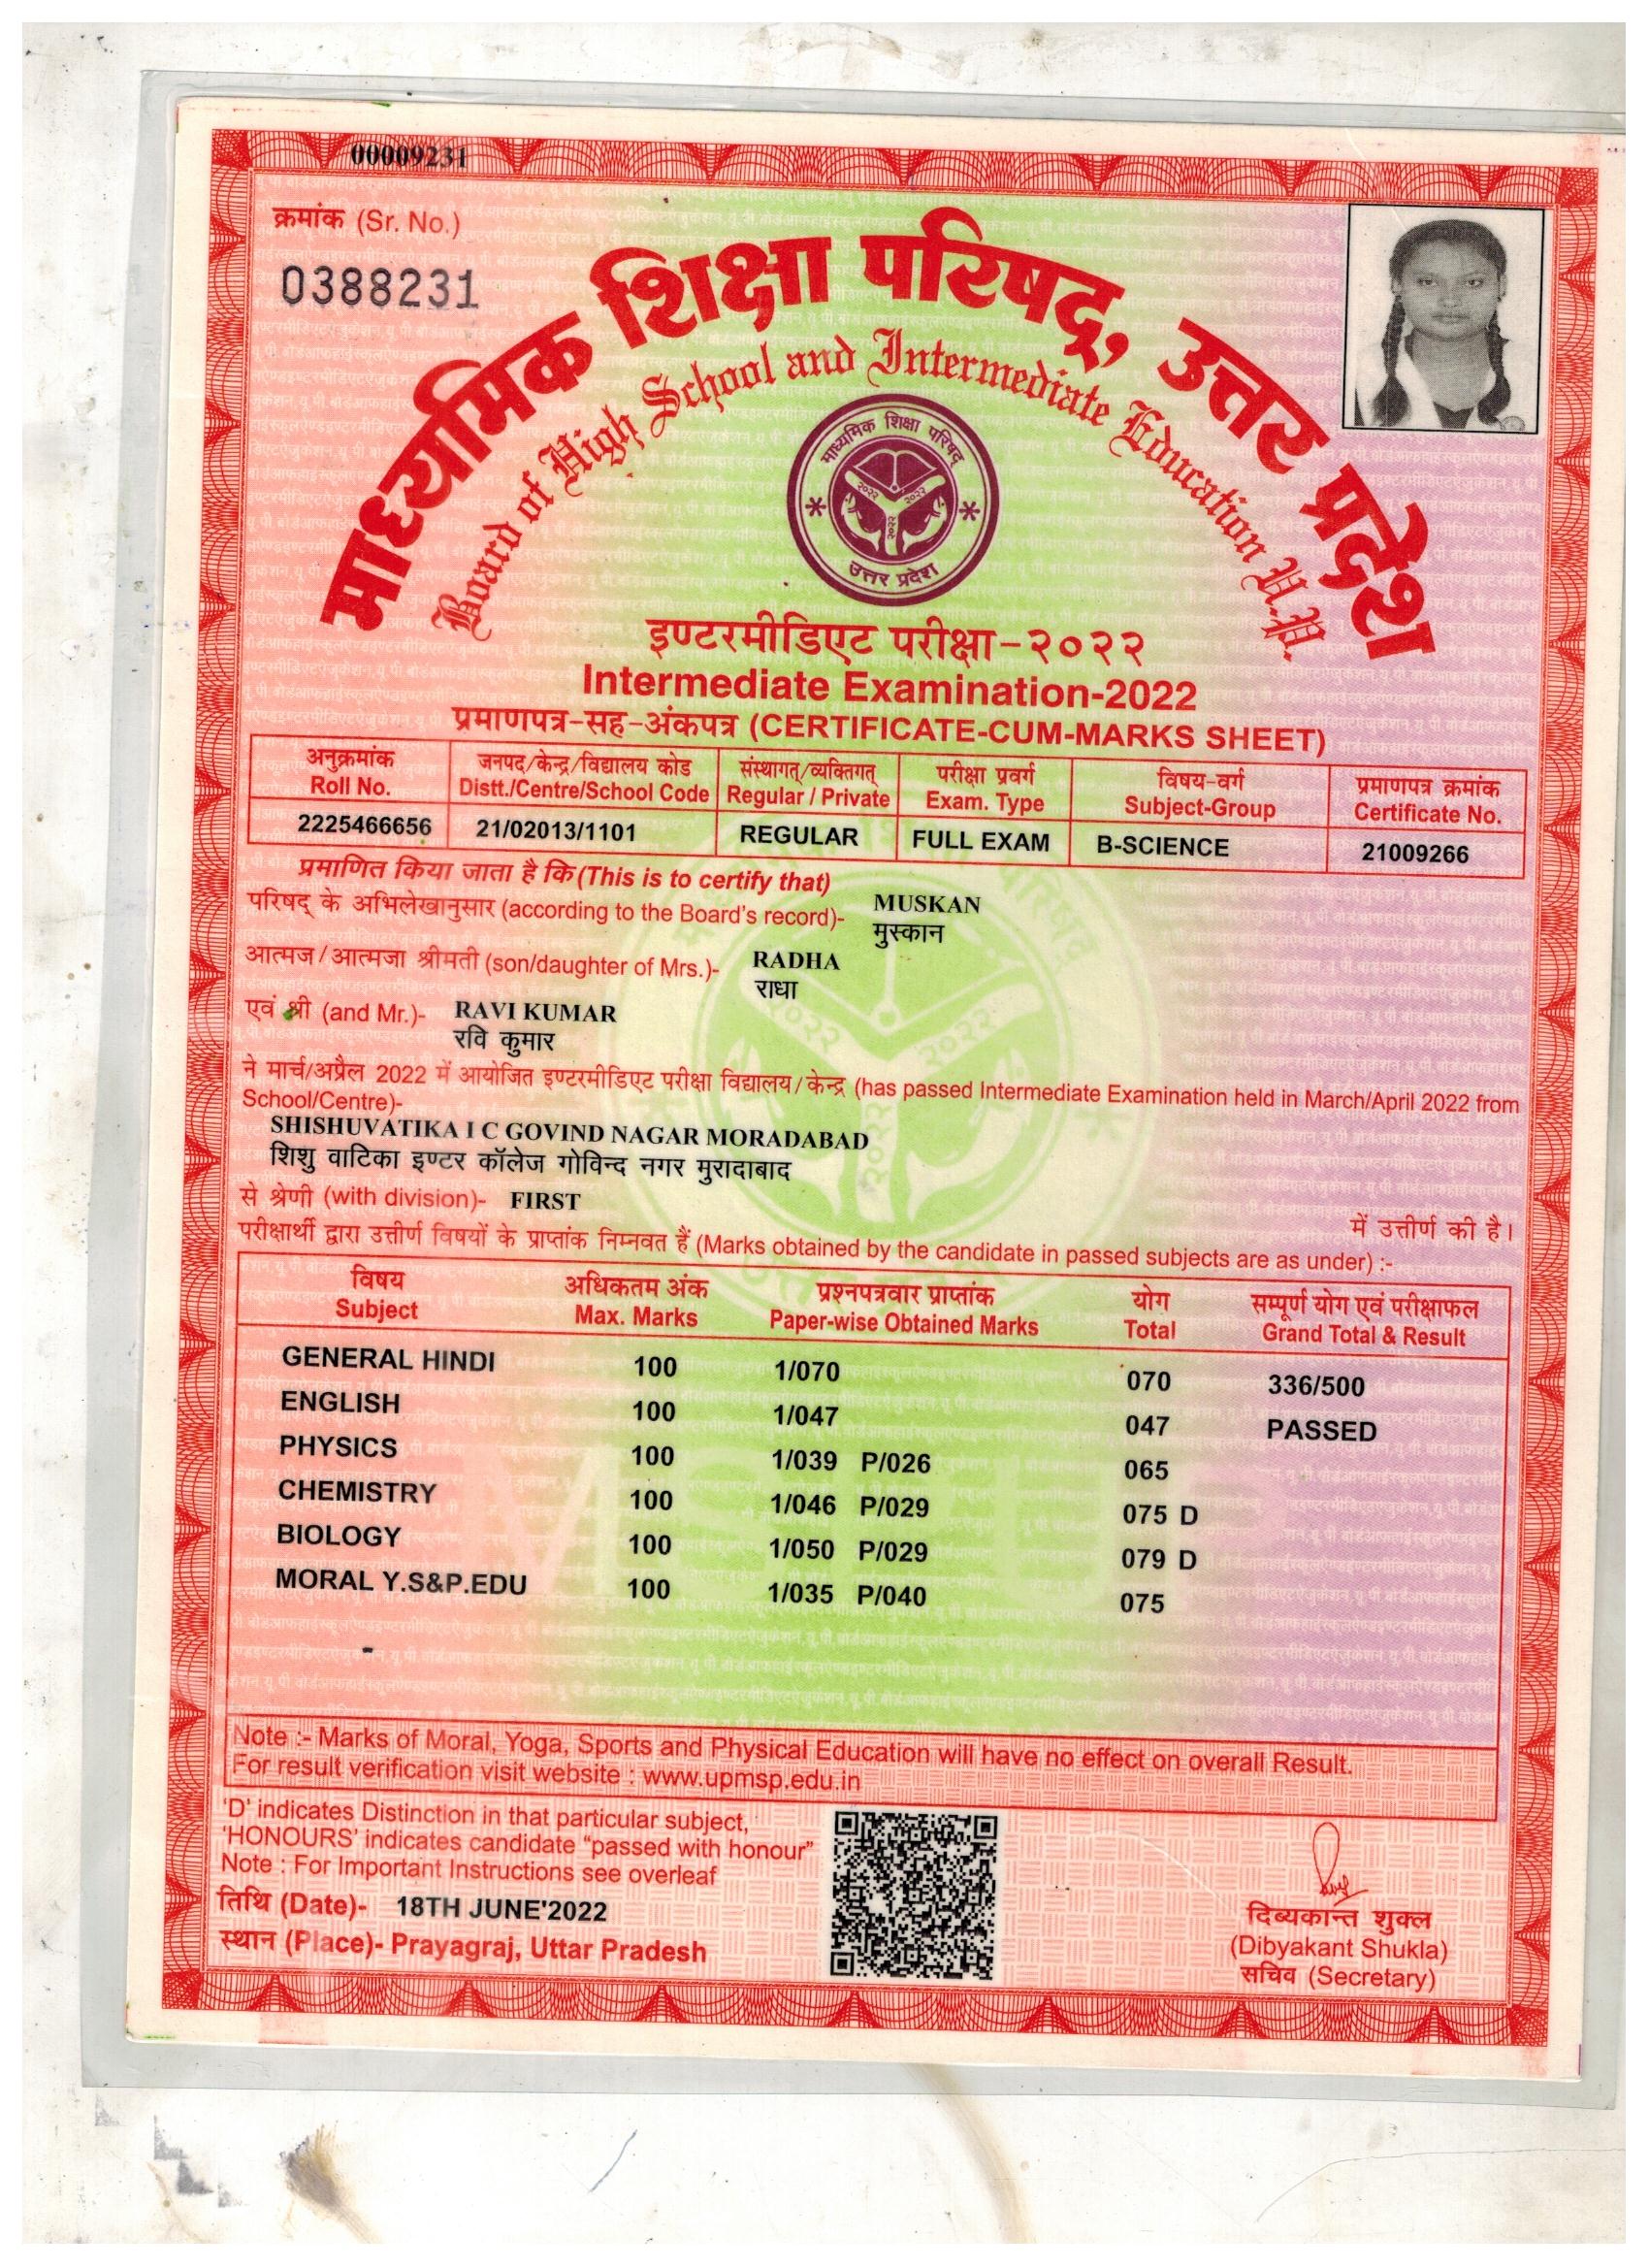 00009231
क्रमांक (Sr. No.)
0388231
माध्यमिक शिक्षा परिषद्, उत्तर प्रदेश
Board of High School and Intermediate Education U.P.
माध्यमिक शिक्षा परिषद्
२०२२ २०२२
२०२२
उत्तर प्रदेश
इण्टरमीडिएट परीक्षा-२०२२
Intermediate Examination-2022
प्रमाणपत्र-सह-अंकपत्र (CERTIFICATE-CUM-MARKS SHEET)
अनुक्रमांक जनपद/केन्द्र/विद्यालय कोड संस्थागत/व्यक्तिगत् परीक्षा प्रवर्ग विषय-वर्ग प्रमाणपत्र क्रमांक
Roll No. Distt./Centre/School Code Regular / Private Exam. Type Subject-Group Certificate No.
2225466656 21/02013/1101 REGULAR FULL EXAM B-SCIENCE 21009266
प्रमाणित किया जाता है कि (This is to certify that)
परिषद् के अभिलेखानुसार (according to the Board's record)- MUSKAN
मुस्कान
आत्मज/आत्मजा श्रीमती (son/daughter of Mrs.)- RADHA
राधा
एवं श्री (and Mr.)- RAVI KUMAR
रवि कुमार
ने मार्च/अप्रैल 2022 में आयोजित इण्टरमीडिएट परीक्षा विद्यालय/केन्द्र (has passed Intermediate Examination held in March/April 2022 from
School/Centre)-
SHISHUVATIKA I C GOVIND NAGAR MORADABAD
शिशु वाटिका इण्टर कॉलेज गोविन्द नगर मुरादाबाद
से श्रेणी (with division)- FIRST में उत्तीर्ण की है।
परीक्षार्थी द्वारा उत्तीर्ण विषयों के प्राप्तांक निम्नवत हैं (Marks obtained by the candidate in passed subjects are as under) :-
विषय अधिकतम अंक प्रश्नपत्रवार प्राप्तांक योग सम्पूर्ण योग एवं परीक्षाफल
Subject Max. Marks Paper-wise Obtained Marks Total Grand Total & Result
GENERAL HINDI 100 1/070 070 336/500
ENGLISH 100 1/047 047 PASSED
PHYSICS 100 1/039 P/026 065
CHEMISTRY 100 1/046 P/029 075 D
BIOLOGY 100 1/050 P/029 079 D
MORAL Y.S&P.EDU 100 1/035 P/040 075
Note :- Marks of Moral, Yoga, Sports and Physical Education will have no effect on overall Result.
For result verification visit website : www.upmsp.edu.in
'D' indicates Distinction in that particular subject,
'HONOURS' indicates candidate "passed with honour"
Note : For Important Instructions see overleaf
तिथि (Date)- 18TH JUNE'2022
स्थान (Place)- Prayagraj, Uttar Pradesh
दिब्यकान्त शुक्ल
(Dibyakant Shukla)
सचिव (Secretary)